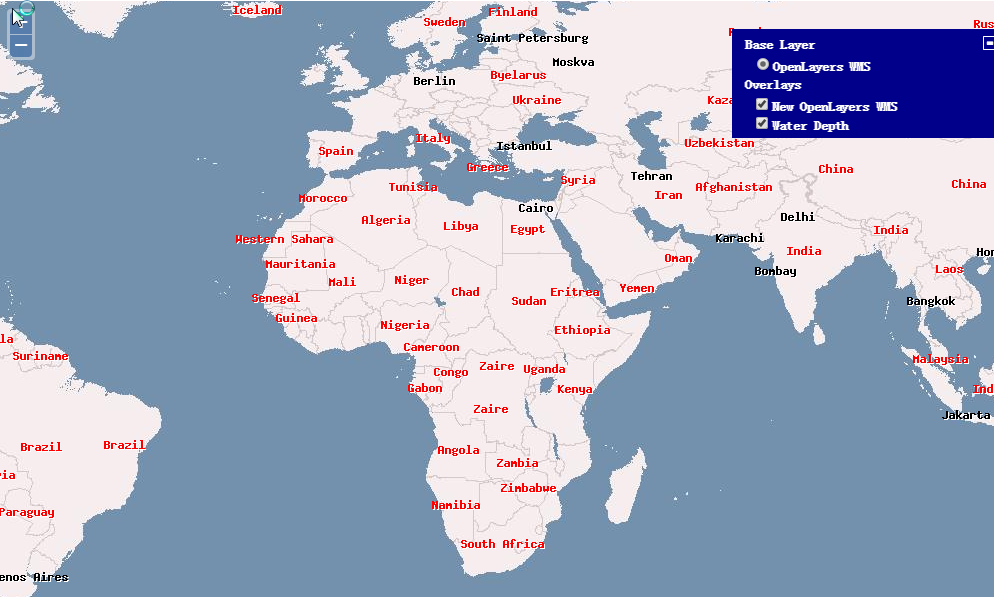 Iceland
Finland
Sweden
Saint Petersburg
Moskva
Berlin
Byelarus
Ukraine
Base Layer
OpenLayers WMS
Overlays
New OpenLayers WMS
Water Depth
Rus
Kaza
Italy
Istanbul
Uzbekistan
Spain
Greece
Syria
Tehran
China
China
Tunisia
Iran
Afghanistan
Morocco
Cairo
Algeria
Libya
Egypt
Delhi
India
Western Sahara
Karachi
India
Hon
Mauritania
Oman
Bombay
Laos
Mali
Niger
Chad
Eritrea
Yemen
Senegal
Sudan
Bangkok
Guinea
Nigeria
Ethiopia
la
Suriname
Cameroon
Malaysia
Congo
Zaire
Uganda
Gabon
Kenya
Ind
Zaire
Jakarta
Brazil
Brazil
Angola
Zambia
ia
Zimbabwe
Paraguay
Namibia
South Africa
enos Aires